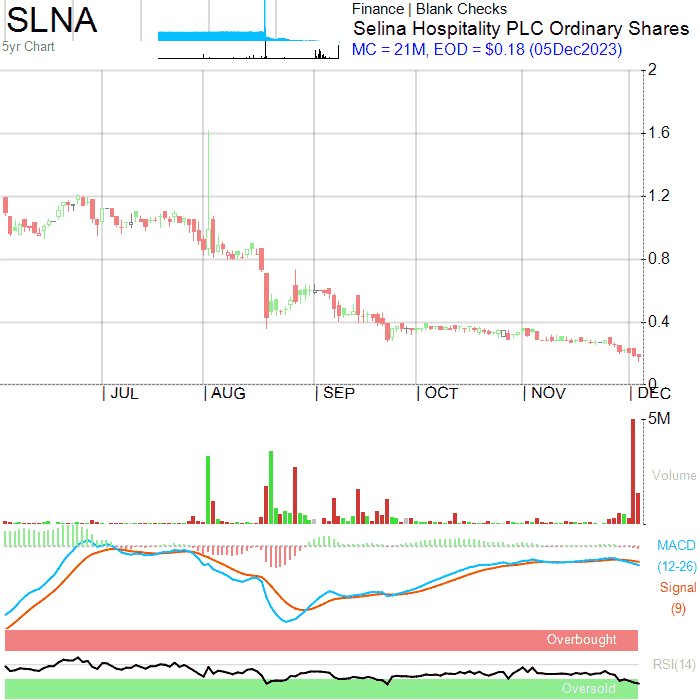 SLNA
5yr Chart
Finance | Blank Checks
Selina Hospitality PLC Ordinary Shares
MC = 21M, EOD = $0.18 (05Dec2023)
2
1.6
1.2
0.8
0.4
0
| JUL | AUG | SEP | OCT | NOV | DEC
5M
Volume
MACD
(12-26)
Signal
(9)
Overbought
RSI(14)
Oversold